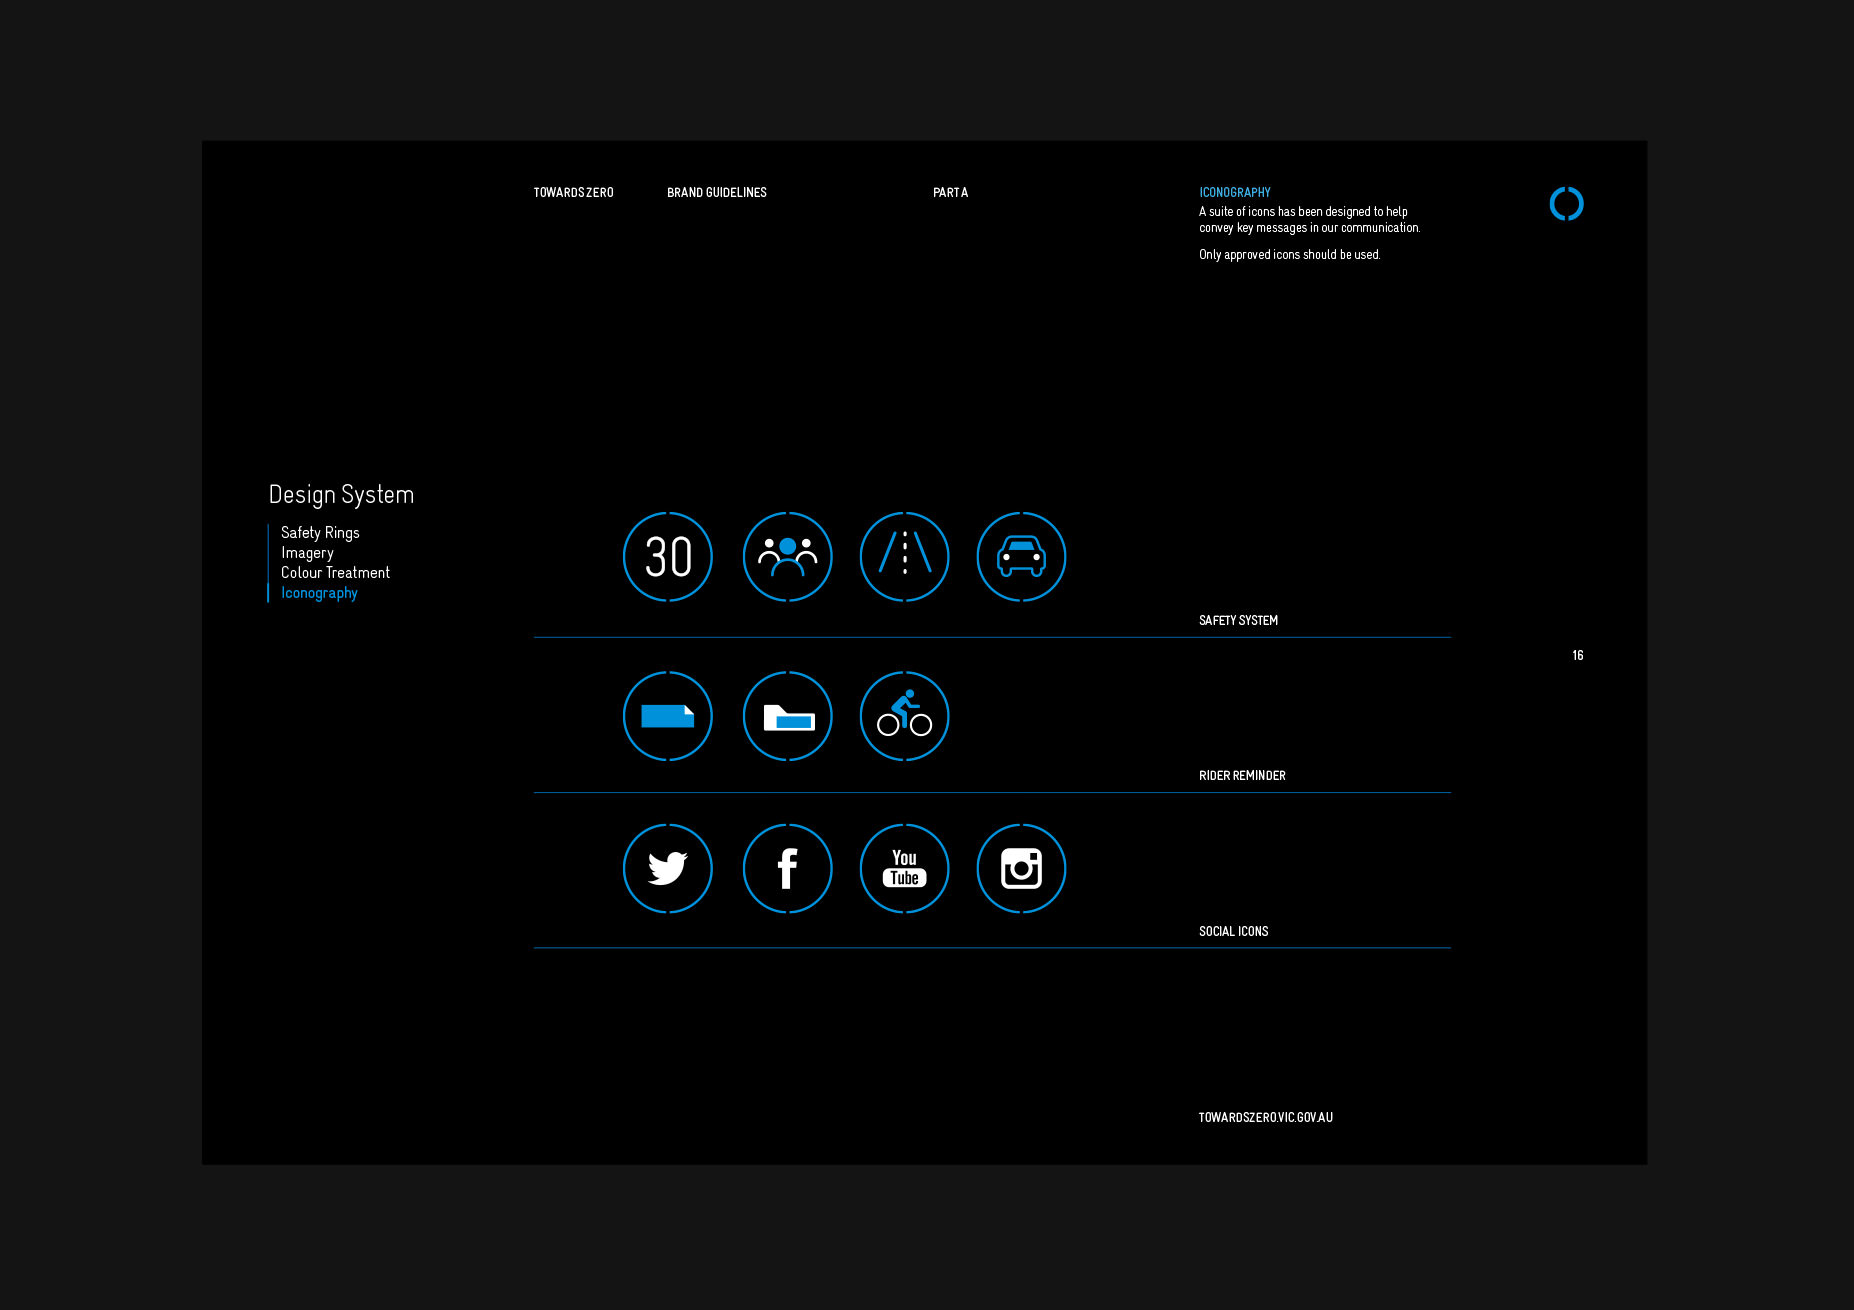 TOWARDS ZERO
BRAND GUIDELINES
PART A
ICONOGRAPHY
A suite of icons has been designed to help
convey key messages in our communication.
Only approved icons should be used.
Design System
Safety Rings
Imagery
Colour Treatment
Iconography
30
SAFETY SYSTEM
16
RIDER REMINDER
f
You
Tube
SOCIAL ICONS
TOWARDSZERO.VIC.GOV.AU